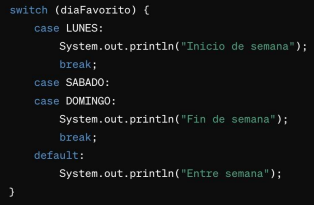 switch (diaFavorito) {
    case LUNES:
        System.out.println("Inicio de semana");
        break;
    case SABADO:
    case DOMINGO:
        System.out.println("Fin de semana");
        break;
    default:
        System.out.println("Entre semana");
}